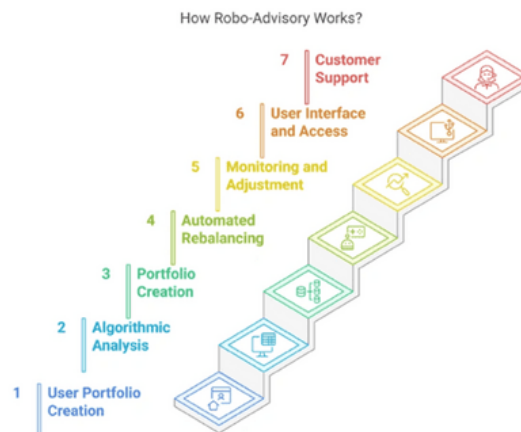 How Robo-Advisory Works?
7 Customer
Support
6 User Interface
and Access
5 Monitoring and
Adjustment
4 Automated
Rebalancing
3 Portfolio
Creation
2 Algorithmic
Analysis
1 User Portfolio
Creation